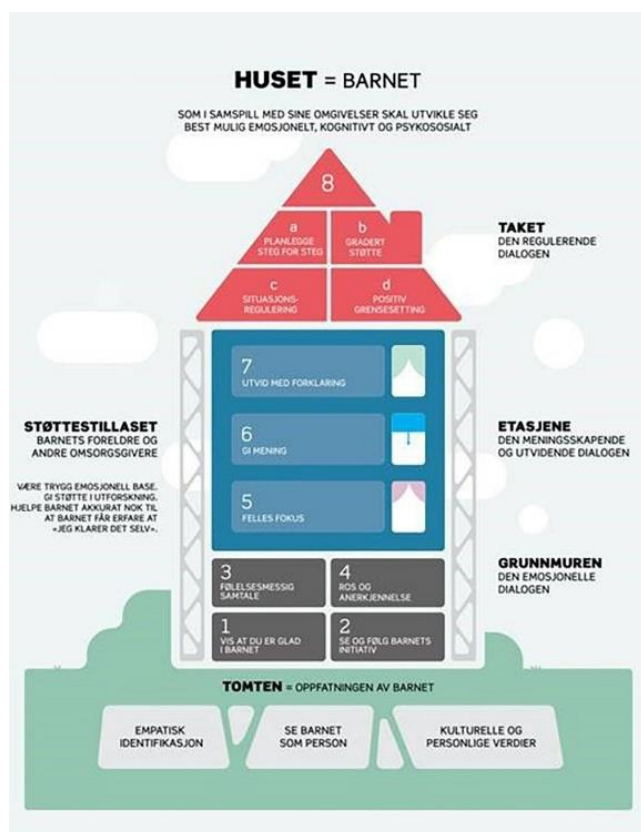 HUSET = BARNET
SOM I SAMSPILL MED SINE OMGIVELSER SKAL UTVIKLE SEG
BEST MULIG EMOSJONELT, KOGNITIVT OG PSYKOSOSIALT
8
a
PLANLEGGE
STEG FOR STEG
b
GRADERT
STØTTE
c
SITUASJONS-
REGULERING
d
POSITIV
GRENSESETTING
TAKET
DEN REGULERENDE
DIALOGEN
7
UTVID MED FORKLARING
6
GI MENING
5
FELLES FOKUS
STØTTESTILLASET
BARNETS FORELDRE OG
ANDRE OMSORGSGIVERE
VÆRE TRYGG EMOSJONELL BASE.
GI STØTTE I UTFORSKNING.
HJELPE BARNET AKKURAT NOK TIL
AT BARNET FÅR ERFARE AT
«JEG KLARER DET SELV».
ETASJENE
DEN MENINGSSKAPENDE
OG UTVIDENDE DIALOGEN
3
FØLELSESMESSIG
SAMTALE
4
ROS OG
ANERKJENNELSE
1
VIS AT DU ER GLAD
I BARNET
2
SE OG FØLG BARNETS
INITIATIV
GRUNNMUREN
DEN EMOSJONELLE
DIALOGEN
TOMTEN = OPPFATNINGEN AV BARNET
EMPATISK
IDENTIFIKASJON
SE BARNET
SOM PERSON
KULTURELLE OG
PERSONLIGE VERDIER